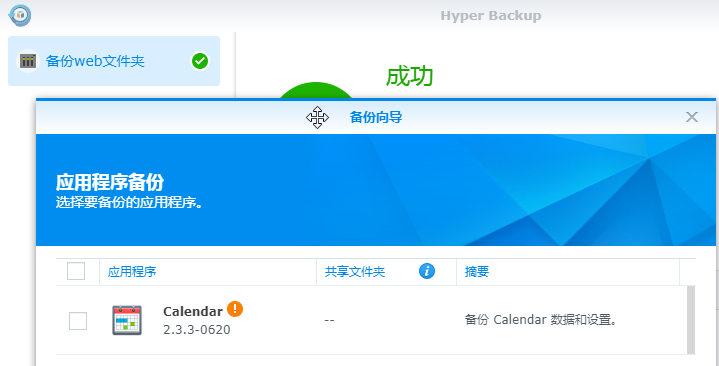 Hyper Backup
备份web文件夹
成功
备份向导
应用程序备份
选择要备份的应用程序。
应用程序 共享文件夹 摘要
Calendar
2.3.3-0620
-- 备份 Calendar 数据和设置。